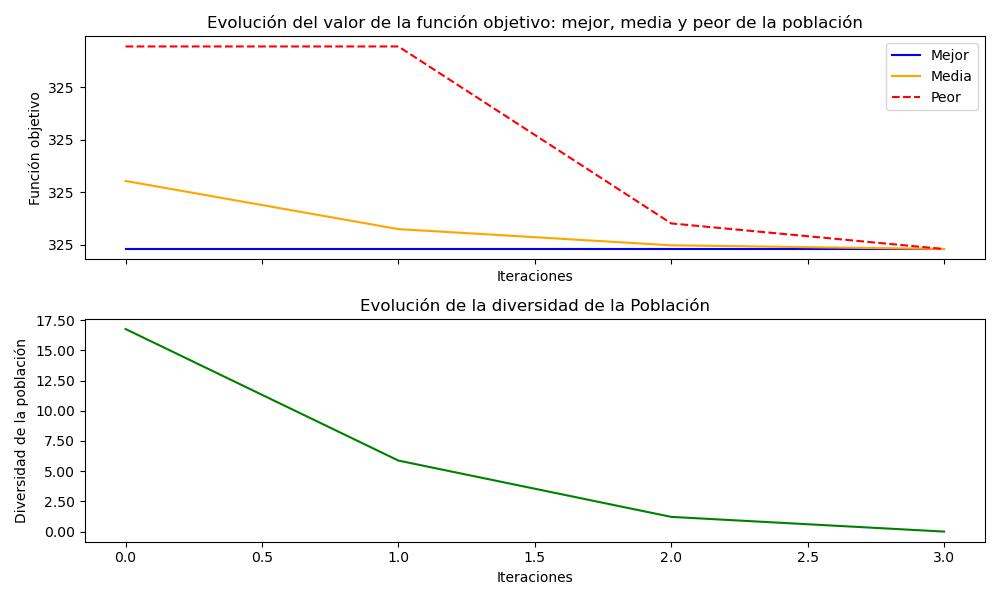 Evolución del valor de la función objetivo: mejor, media y peor de la población
Función objetivo
325
325
325
325
Mejor
Media
Peor
Iteraciones
Evolución de la diversidad de la Población
Diversidad de la población
17.50
15.00
12.50
10.00
7.50
5.00
2.50
0.00
0.0 0.5 1.0 1.5 2.0 2.5 3.0
Iteraciones